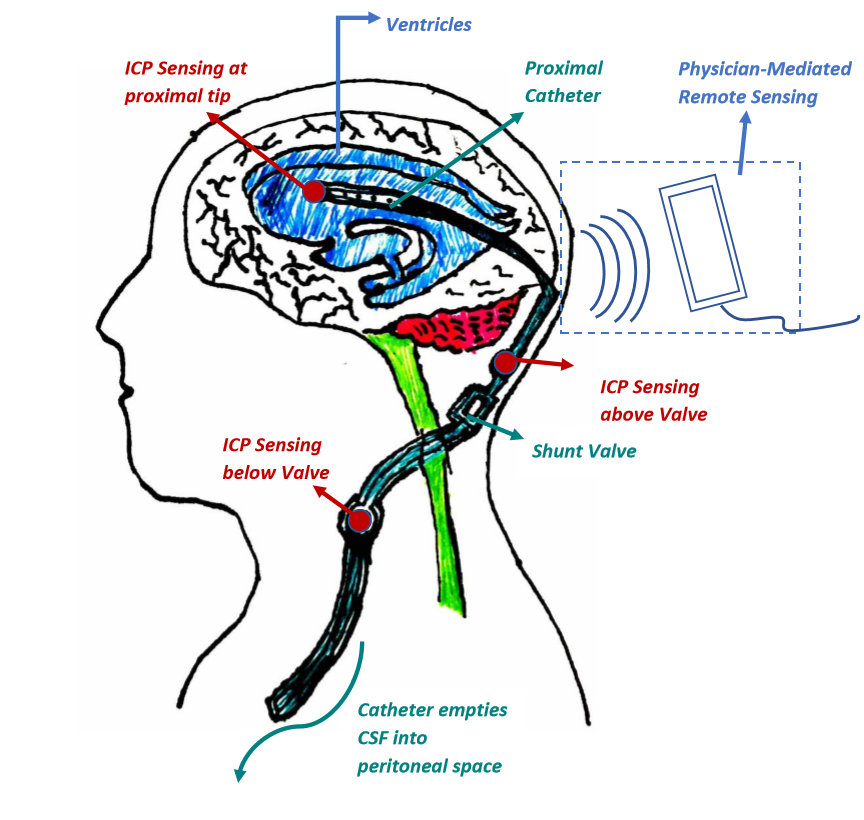 Ventricles
ICP Sensing at
proximal tip
Proximal
Catheter
Physician-Mediated
Remote Sensing
ICP Sensing
above Valve
Shunt Valve
ICP Sensing
below Valve
Catheter empties
CSF into
peritoneal space